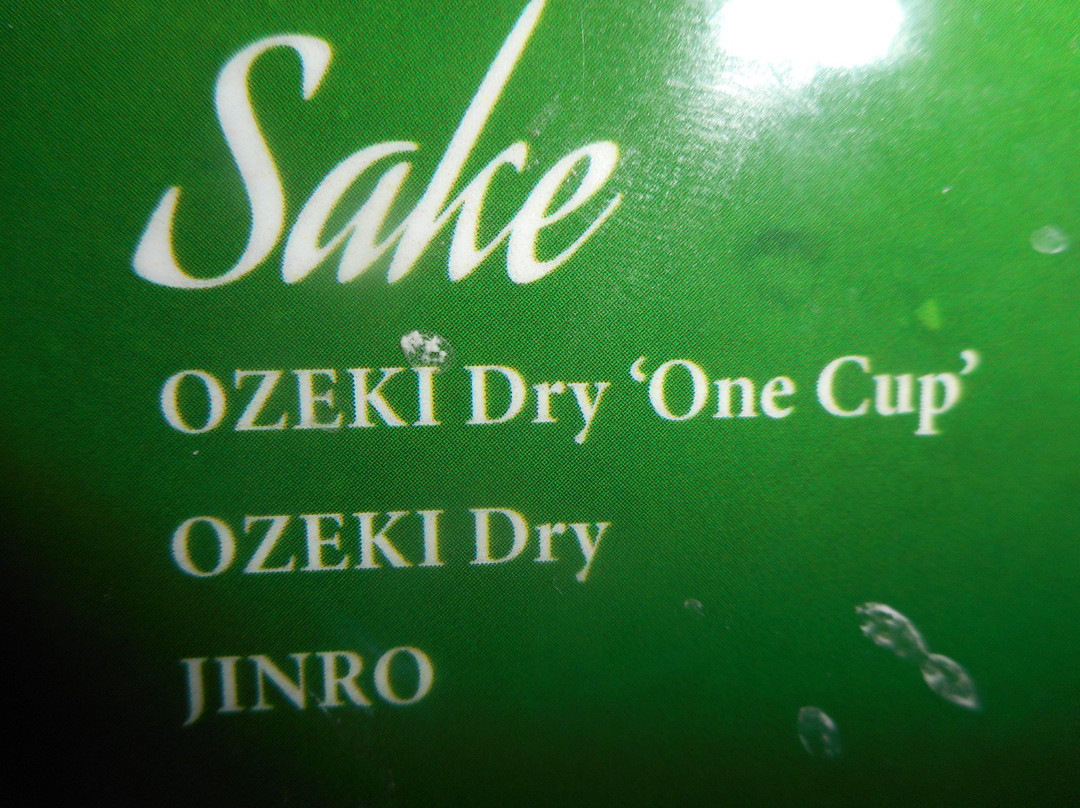 Sake
OZEKI Dry ‘One Cup’
OZEKI Dry
JINRO